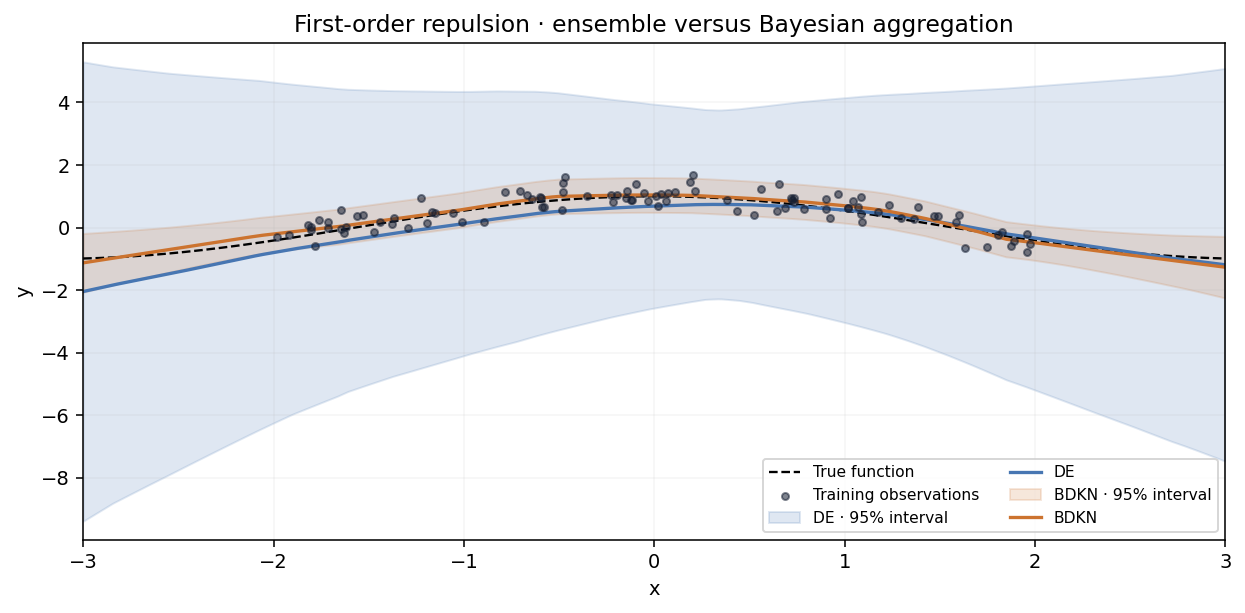 First-order repulsion · ensemble versus Bayesian aggregation
4
2
0
−2
−4
−6
−8
y
−3 −2 −1 0 1 2 3
x
True function
Training observations
DE · 95% interval
DE
BDKN · 95% interval
BDKN